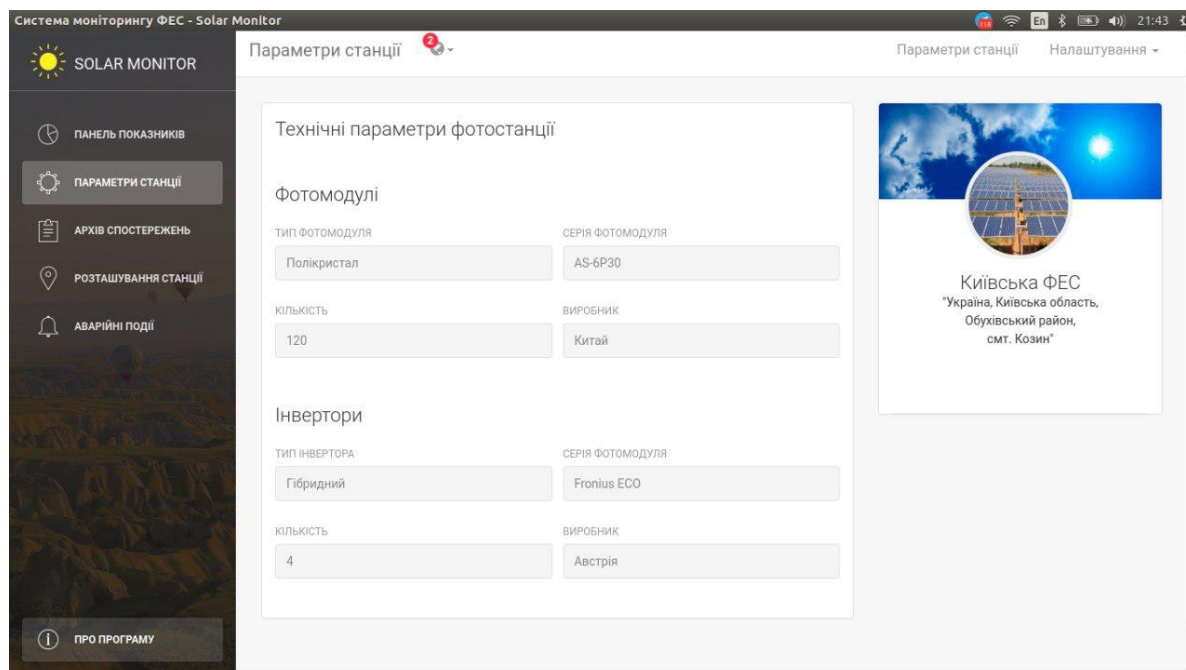 Система моніторингу ФЕС - Solar Monitor
En
21:43
SOLAR MONITOR
Параметри станції
2
Параметри станції
Налаштування
ПАНЕЛЬ ПОКАЗНИКІВ
ПАРАМЕТРИ СТАНЦІЇ
АРХІВ СПОСТЕРЕЖЕНЬ
РОЗТАШУВАННЯ СТАНЦІЇ
АВАРІЙНІ ПОДІЇ
ПРО ПРОГРАМУ
Технічні параметри фотостанції
Фотомодулі
ТИП ФОТОМОДУЛЯ
СЕРІЯ ФОТОМОДУЛЯ
Полікристал
AS-6P30
КІЛЬКІСТЬ
ВИРОБНИК
120
Китай
Інвертори
ТИП ІНВЕРТОРА
СЕРІЯ ФОТОМОДУЛЯ
Гібридний
Fronius ECO
КІЛЬКІСТЬ
ВИРОБНИК
4
Австрія
Київська ФЕС
"Україна, Київська область,
Обухівський район,
смт. Козин"